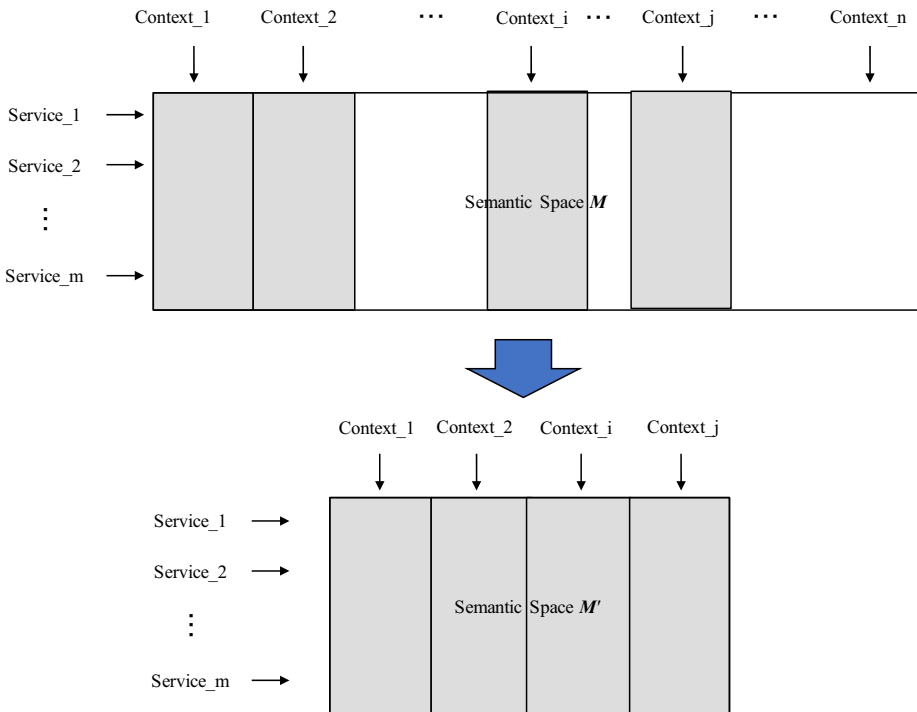 Context_1 Context_2 ... Context_i ... Context_j ... Context_n
Service_1
Service_2
⋮
Semantic Space M
Service_m
Context_1 Context_2 Context_i Context_j
Service_1
Service_2
Semantic Space M'
⋮
Service_m